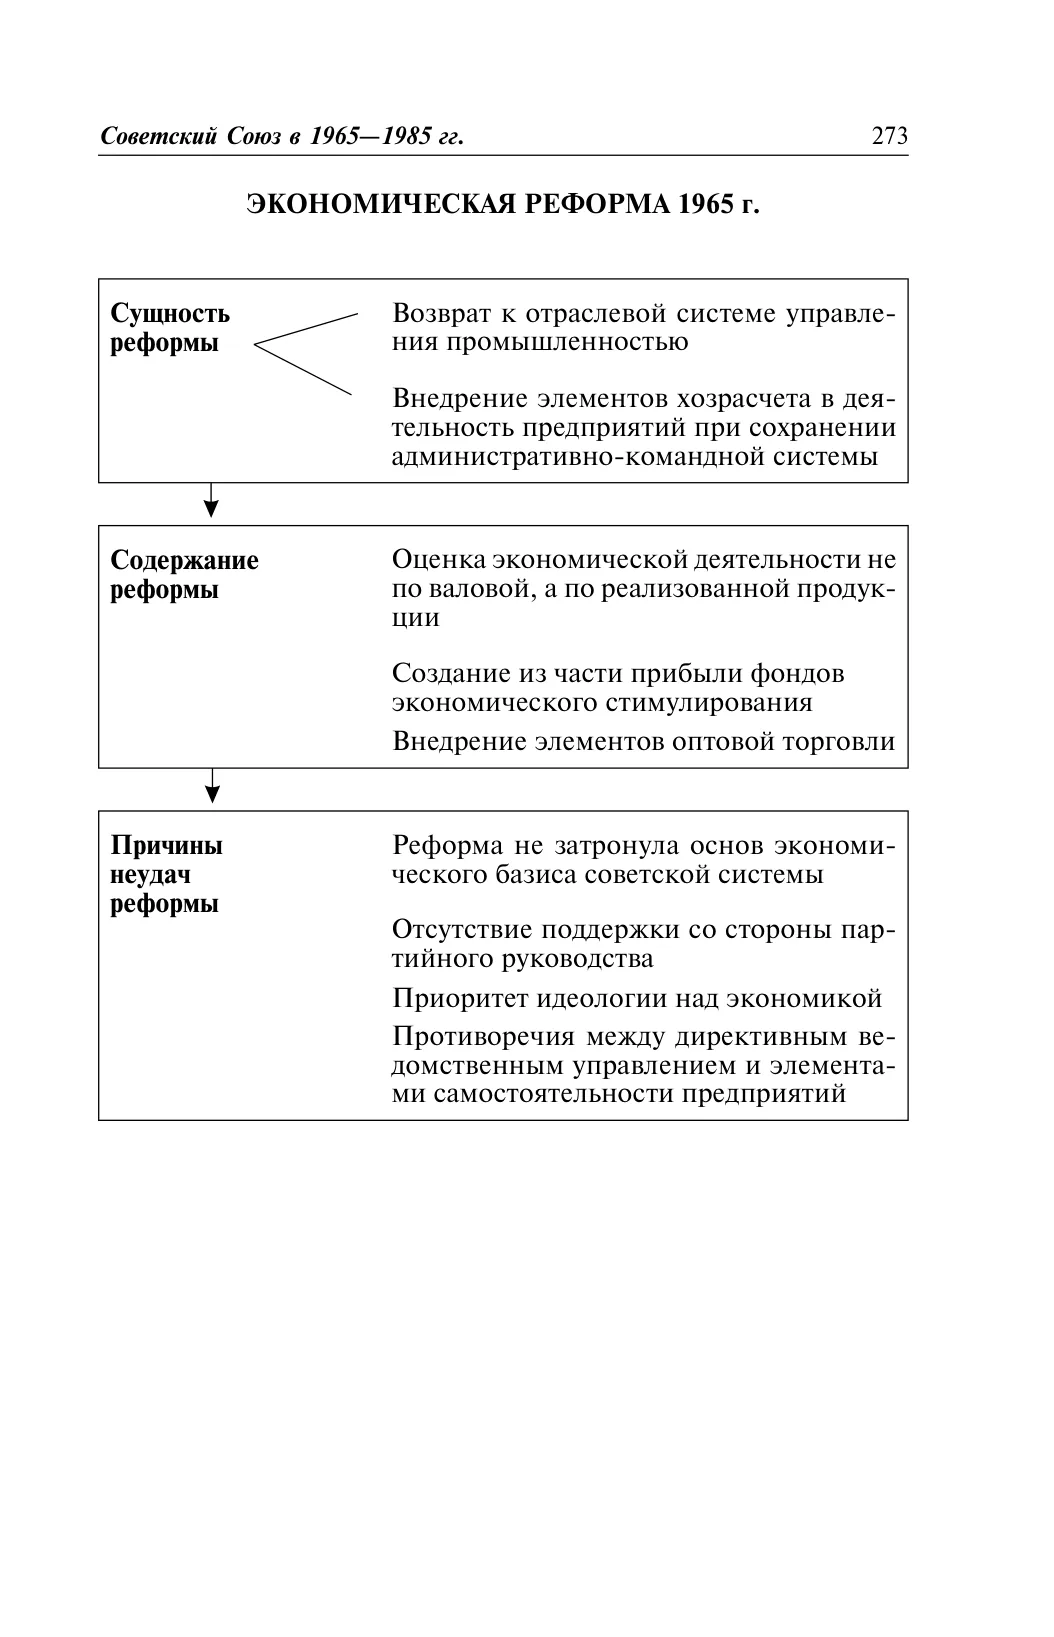 Советский Союз в 1965—1985 гг. 273
ЭКОНОМИЧЕСКАЯ РЕФОРМА 1965 г.
Сущность
реформы
Возврат к отраслевой системе управле-
ния промышленностью
Внедрение элементов хозрасчета в дея-
тельность предприятий при сохранении
административно-командной системы
Содержание
реформы
Оценка экономической деятельности не
по валовой, а по реализованной продук-
ции
Создание из части прибыли фондов
экономического стимулирования
Внедрение элементов оптовой торговли
Причины
неудач
реформы
Реформа не затронула основ экономи-
ческого базиса советской системы
Отсутствие поддержки со стороны пар-
тийного руководства
Приоритет идеологии над экономикой
Противоречия между директивным ве-
домственным управлением и элемента-
ми самостоятельности предприятий